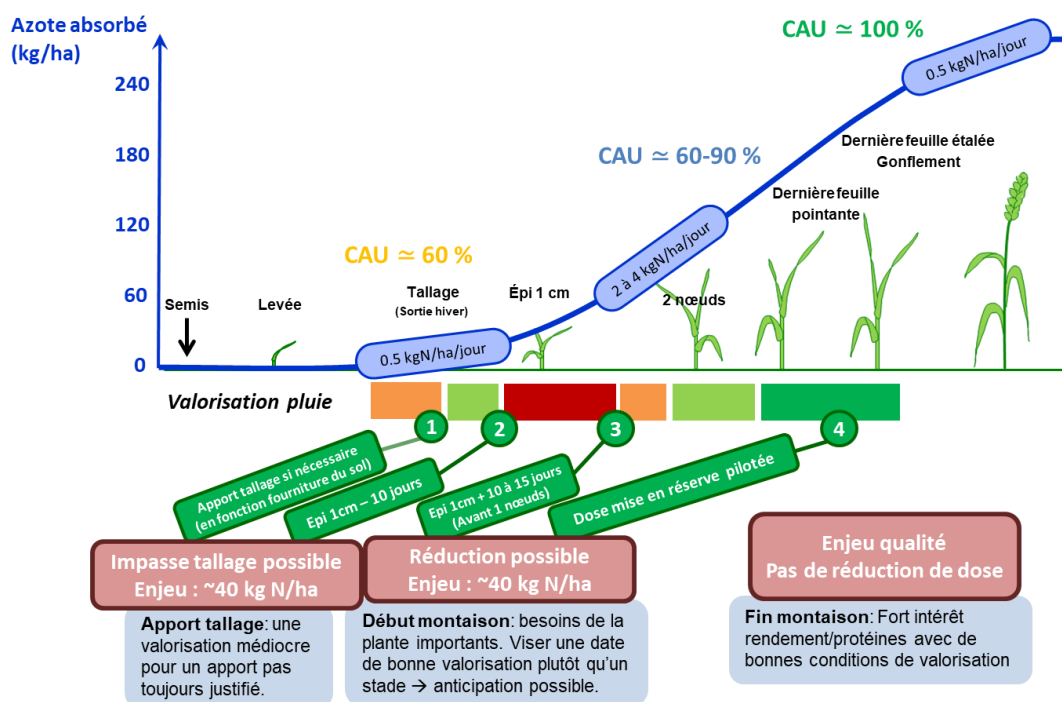 Azote absorbé
(kg/ha)
240
180
120
60
0
CAU ≃ 100 %
0.5 kgN/ha/jour
CAU ≃ 60-90 %
Dernière feuille étalée
Gonflement
Dernière feuille
pointante
2 à 4 kgN/ha/jour
CAU ≃ 60 %
Semis
Levée
Tallage
(Sortie hiver)
Épi 1 cm
2 nœuds
0.5 kgN/ha/jour
Valorisation pluie
1
2
3
4
Apport tallage si nécessaire
(en fonction fourniture du sol)
Epi 1cm – 10 jours
Epi 1cm + 10 à 15 jours
(Avant 1 nœuds)
Dose mise en réserve pilotée
Impasse tallage possible
Enjeu : ~40 kg N/ha
Réduction possible
Enjeu : ~40 kg N/ha
Enjeu qualité
Pas de réduction de dose
Apport tallage: une
valorisation médiocre
pour un apport pas
toujours justifié.
Début montaison: besoins de la
plante importants. Viser une date
de bonne valorisation plutôt qu'un
stade → anticipation possible.
Fin montaison: Fort intérêt
rendement/protéines avec de
bonnes conditions de valorisation